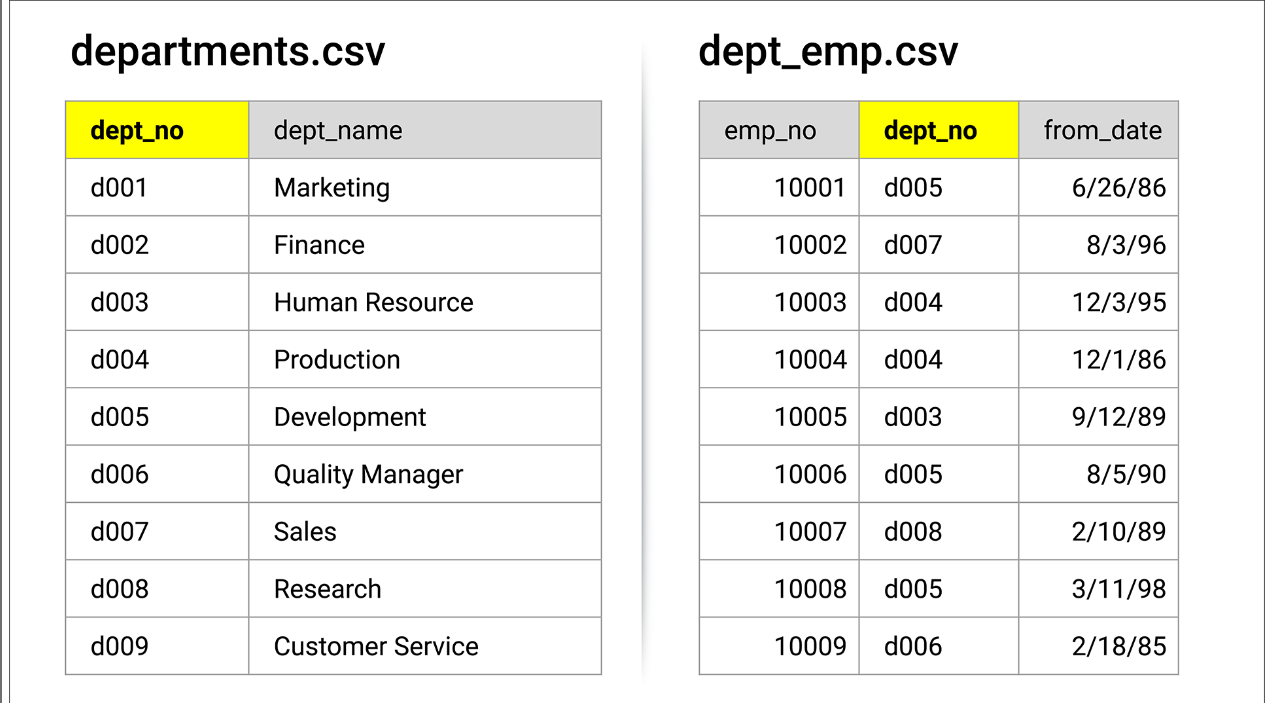 departments.csv
dept_no dept_name
d001 Marketing
d002 Finance
d003 Human Resource
d004 Production
d005 Development
d006 Quality Manager
d007 Sales
d008 Research
d009 Customer Service
dept_emp.csv
emp_no dept_no from_date
10001 d005 6/26/86
10002 d007 8/3/96
10003 d004 12/3/95
10004 d004 12/1/86
10005 d003 9/12/89
10006 d005 8/5/90
10007 d008 2/10/89
10008 d005 3/11/98
10009 d006 2/18/85